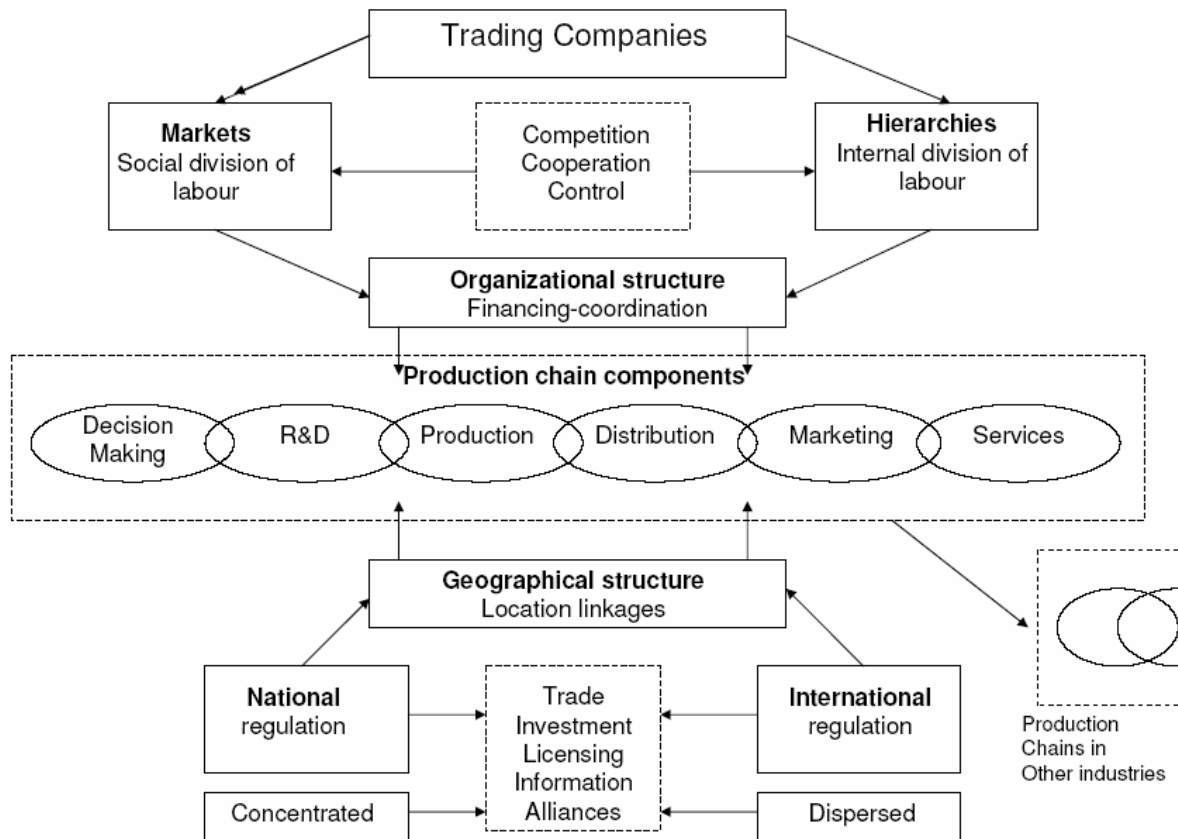 Trading Companies
Markets
Social division of
labour
Competition
Cooperation
Control
Hierarchies
Internal division of
labour
Organizational structure
Financing-coordination
Production chain components
Decision
Making
R&D
Production
Distribution
Marketing
Services
Geographical structure
Location linkages
National
regulation
Trade
Investment
Licensing
Information
Alliances
International
regulation
Production
Chains in
Other industries
Concentrated
Dispersed